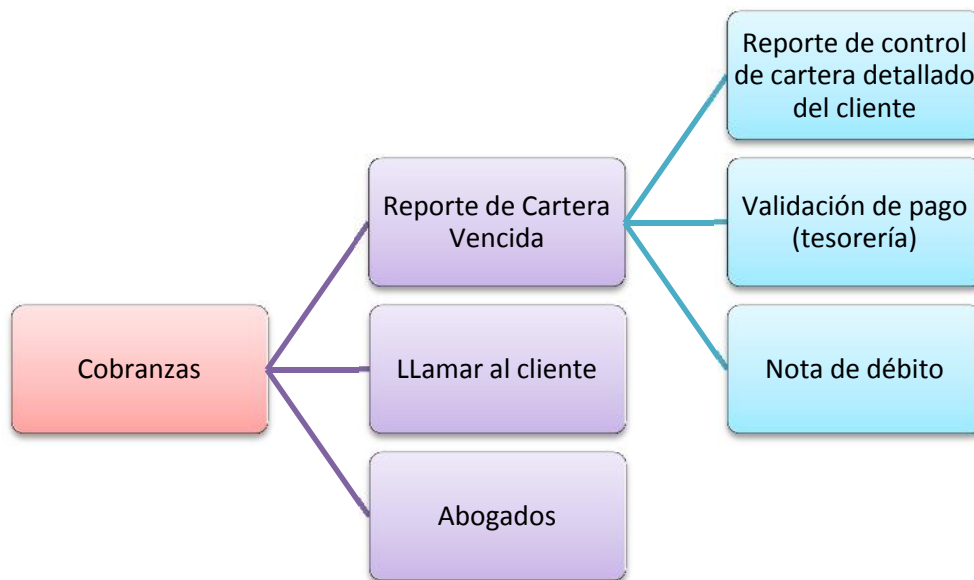 Cobranzas
Reporte de Cartera
Vencida
LLamar al cliente
Abogados
Reporte de control
de cartera detallado
del cliente
Validación de pago
(tesorería)
Nota de débito